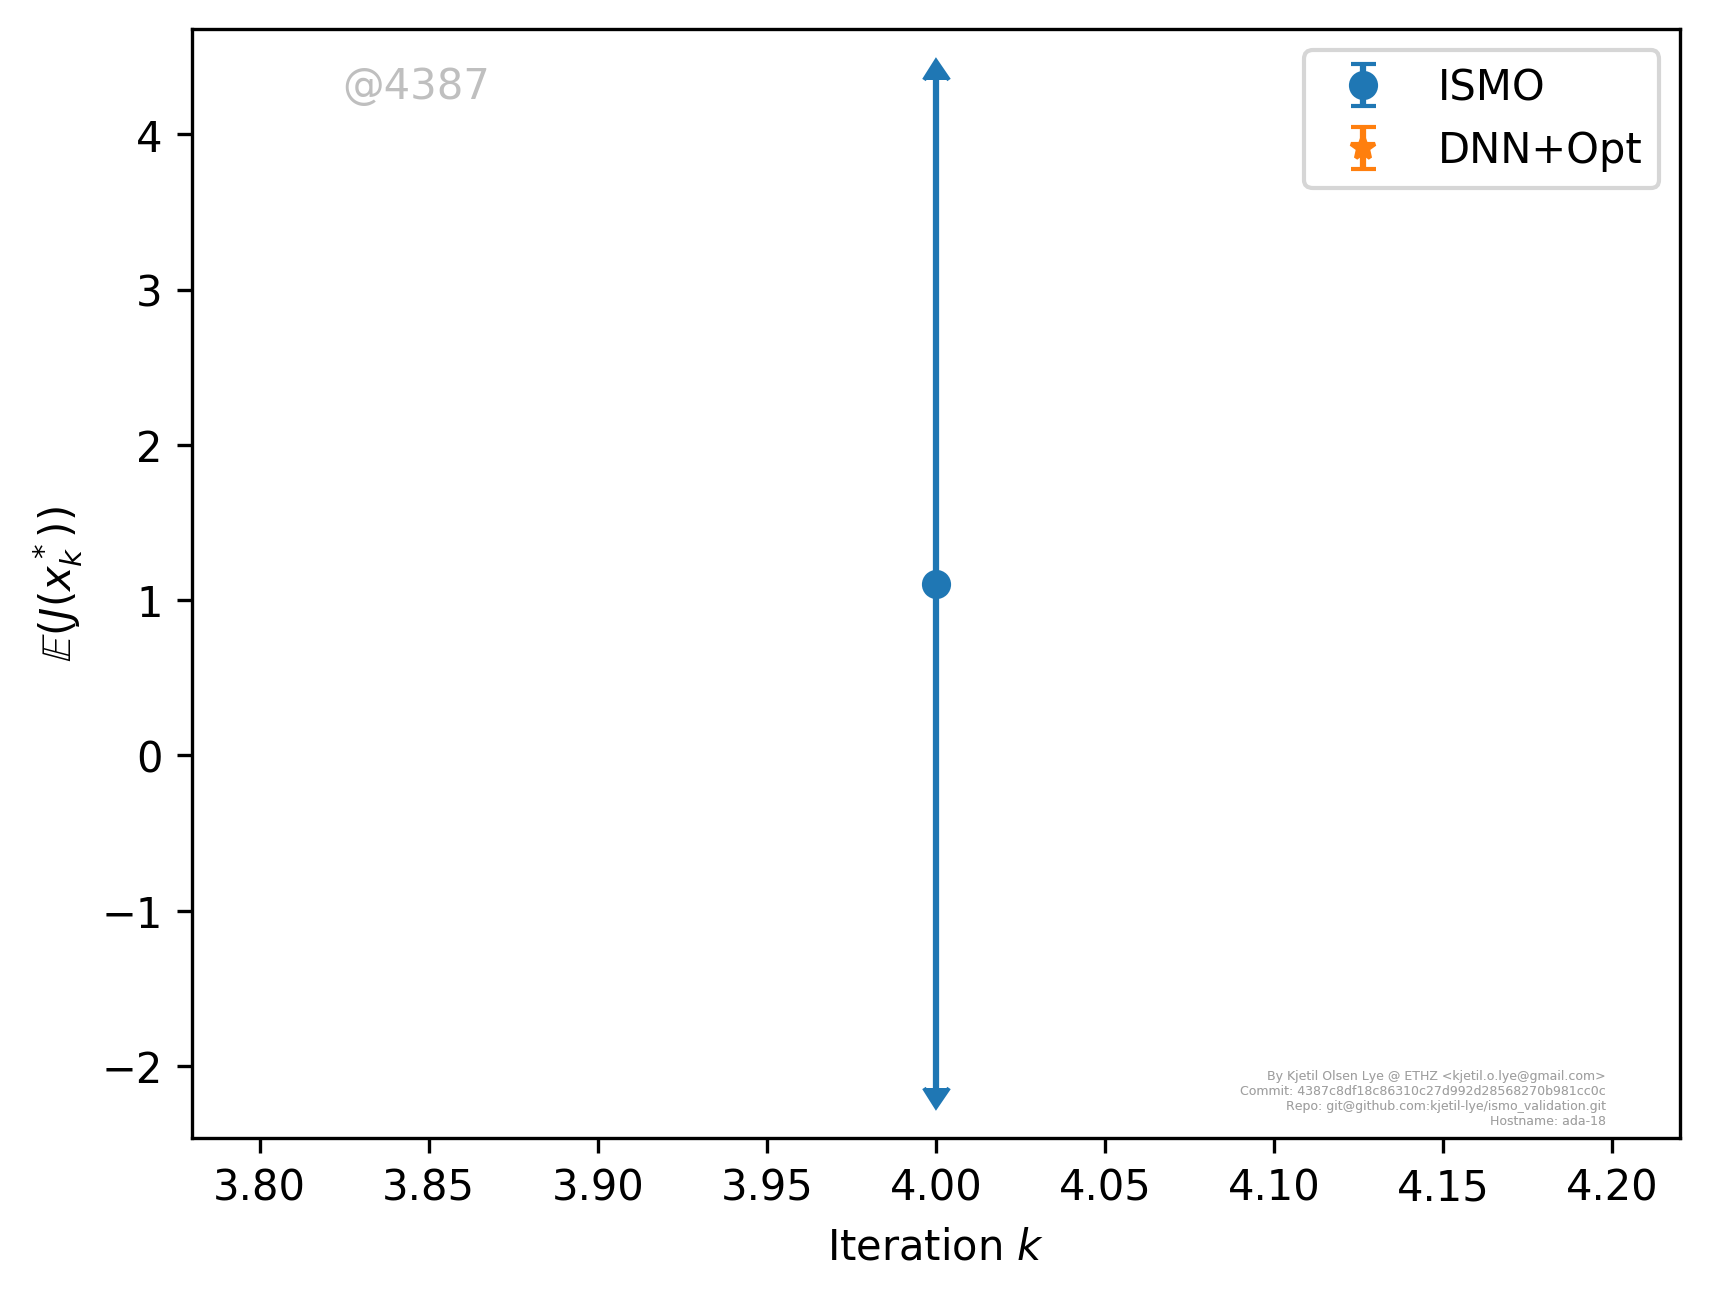 @4387
ISMO
DNN+Opt
4
3
2
1
0
−1
−2
𝔼(J(x*ₖ))
3.80 3.85 3.90 3.95 4.00 4.05 4.10 4.15 4.20
Iteration k
By Kjetil Olsen Lye @ ETHZ <kjetil.o.lye@gmail.com>
Commit: 4387c8df18c86310c27d992d28568270b981cc0c
Repo: git@github.com:kjetil-lye/ismo_validation.git
Hostname: ada-18